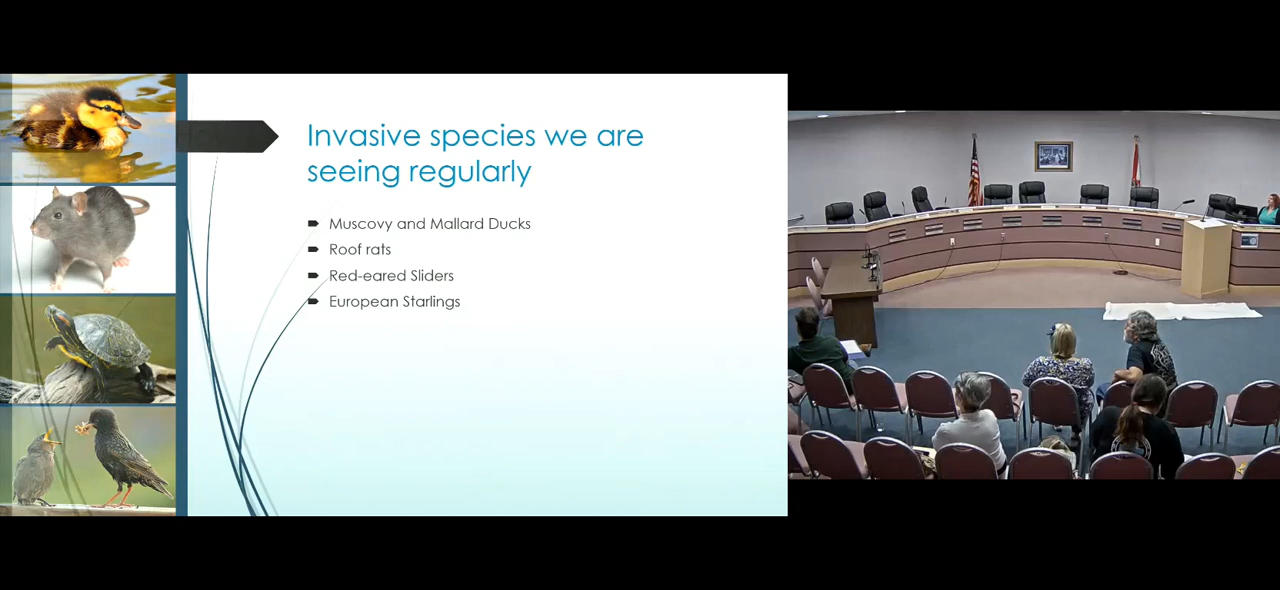 Invasive species we are
seeing regularly
Muscovy and Mallard Ducks
Roof rats
Red-eared Sliders
European Starlings